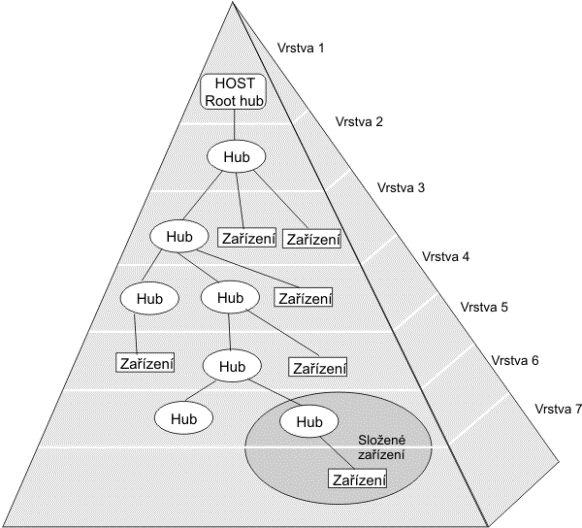 Vrstva 1
HOST
Root hub
Vrstva 2
Hub
Vrstva 3
Hub
Zařízení
Zařízení
Vrstva 4
Hub
Hub
Zařízení
Vrstva 5
Zařízení
Hub
Zařízení
Vrstva 6
Hub
Hub
Vrstva 7
Složené
zařízení
Zařízení